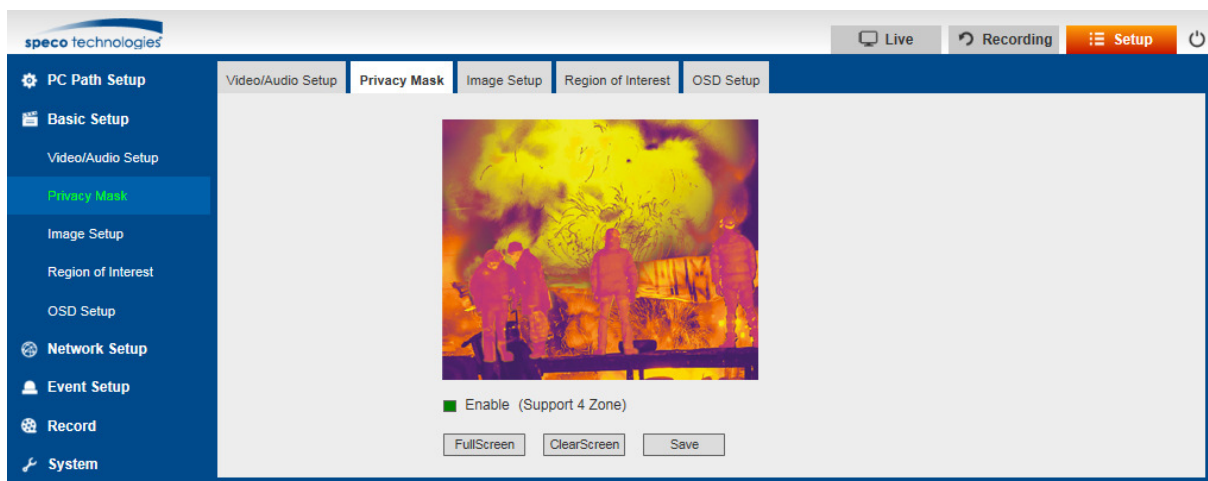 speco technologies
Live
Recording
Setup
PC Path Setup
Basic Setup
Video/Audio Setup
Privacy Mask
Image Setup
Region of Interest
OSD Setup
Network Setup
Event Setup
Record
System
Video/Audio Setup
Privacy Mask
Image Setup
Region of Interest
OSD Setup
Enable (Support 4 Zone)
FullScreen
ClearScreen
Save